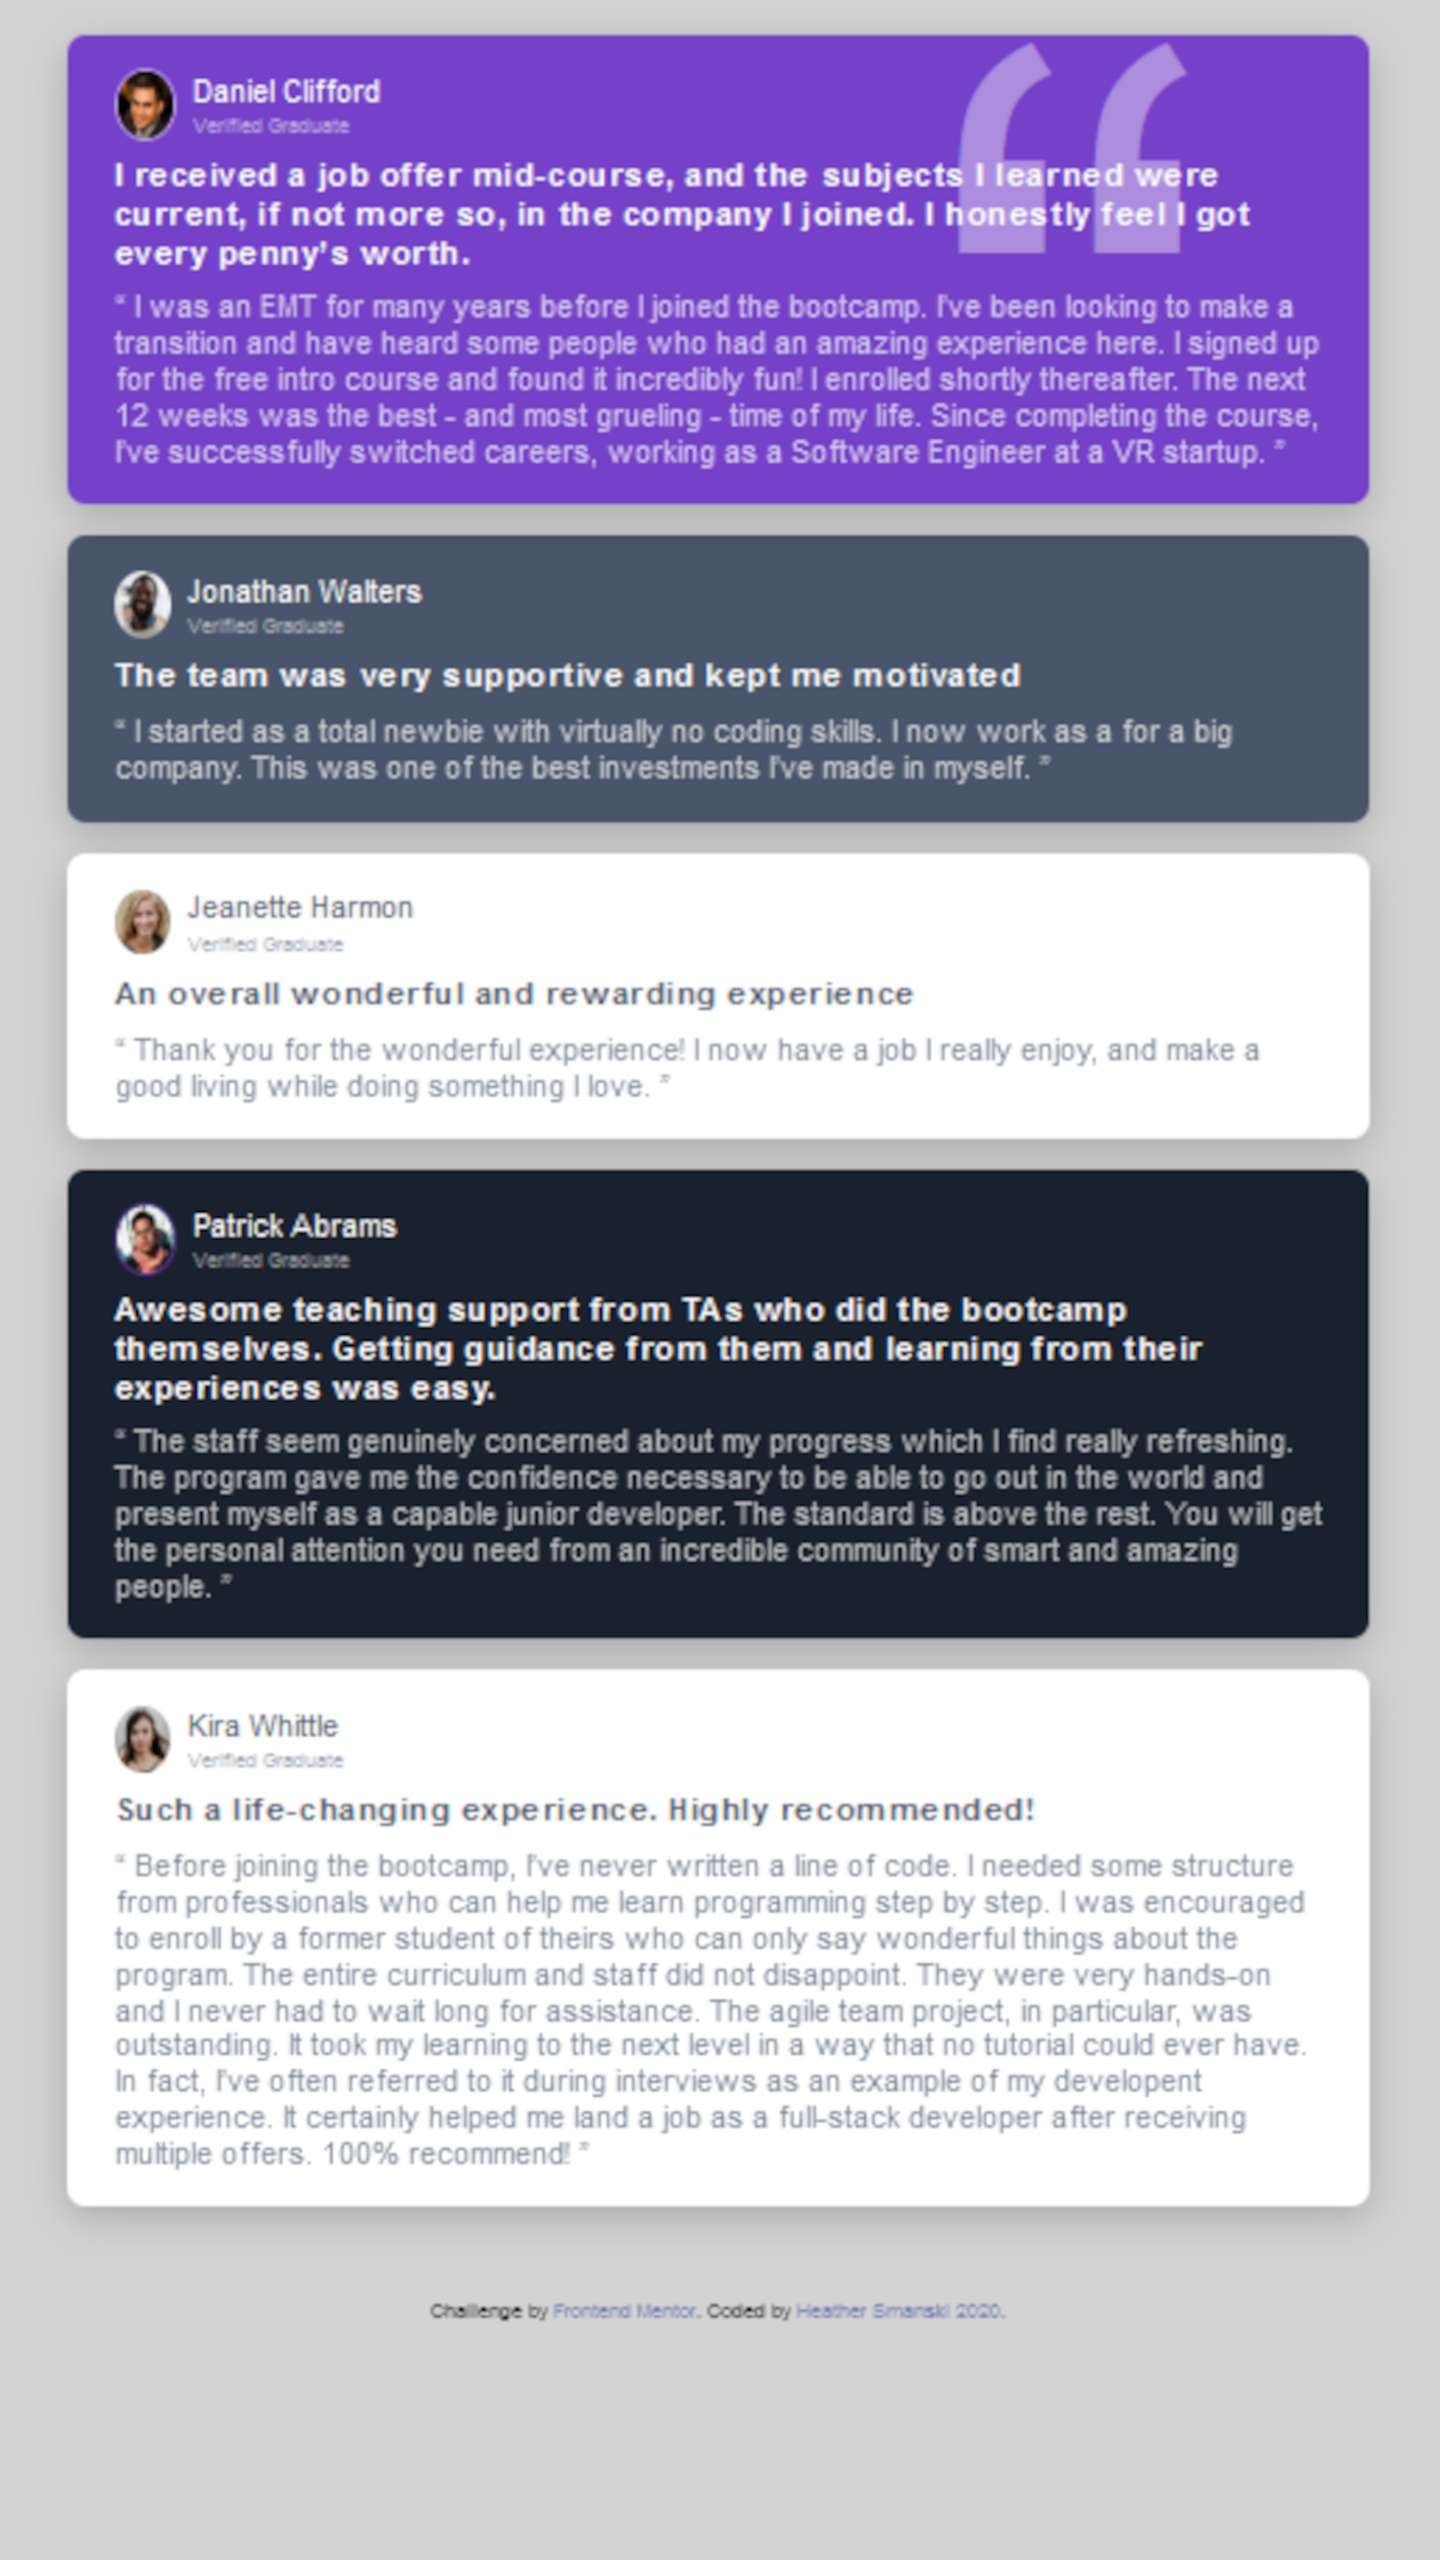 Daniel Clifford
Verified Graduate
I received a job offer mid-course, and the subjects I learned were
current, if not more so, in the company I joined. I honestly feel I got
every penny's worth.
“ I was an EMT for many years before I joined the bootcamp. I've been looking to make a
transition and have heard some people who had an amazing experience here. I signed up
for the free intro course and found it incredibly fun! I enrolled shortly thereafter. The next
12 weeks was the best - and most grueling - time of my life. Since completing the course,
I've successfully switched careers, working as a Software Engineer at a VR startup. ”
Jonathan Walters
Verified Graduate
The team was very supportive and kept me motivated
“ I started as a total newbie with virtually no coding skills. I now work as a for a big
company. This was one of the best investments I've made in myself. ”
Jeanette Harmon
Verified Graduate
An overall wonderful and rewarding experience
“ Thank you for the wonderful experience! I now have a job I really enjoy, and make a
good living while doing something I love. ”
Patrick Abrams
Verified Graduate
Awesome teaching support from TAs who did the bootcamp
themselves. Getting guidance from them and learning from their
experiences was easy.
“ The staff seem genuinely concerned about my progress which I find really refreshing.
The program gave me the confidence necessary to be able to go out in the world and
present myself as a capable junior developer. The standard is above the rest. You will get
the personal attention you need from an incredible community of smart and amazing
people. ”
Kira Whittle
Verified Graduate
Such a life-changing experience. Highly recommended!
“ Before joining the bootcamp, I've never written a line of code. I needed some structure
from professionals who can help me learn programming step by step. I was encouraged
to enroll by a former student of theirs who can only say wonderful things about the
program. The entire curriculum and staff did not disappoint. They were very hands-on
and I never had to wait long for assistance. The agile team project, in particular, was
outstanding. It took my learning to the next level in a way that no tutorial could ever have.
In fact, I've often referred to it during interviews as an example of my developent
experience. It certainly helped me land a job as a full-stack developer after receiving
multiple offers. 100% recommend! ”
Challenge by Frontend Mentor. Coded by Heather Smanski 2020.